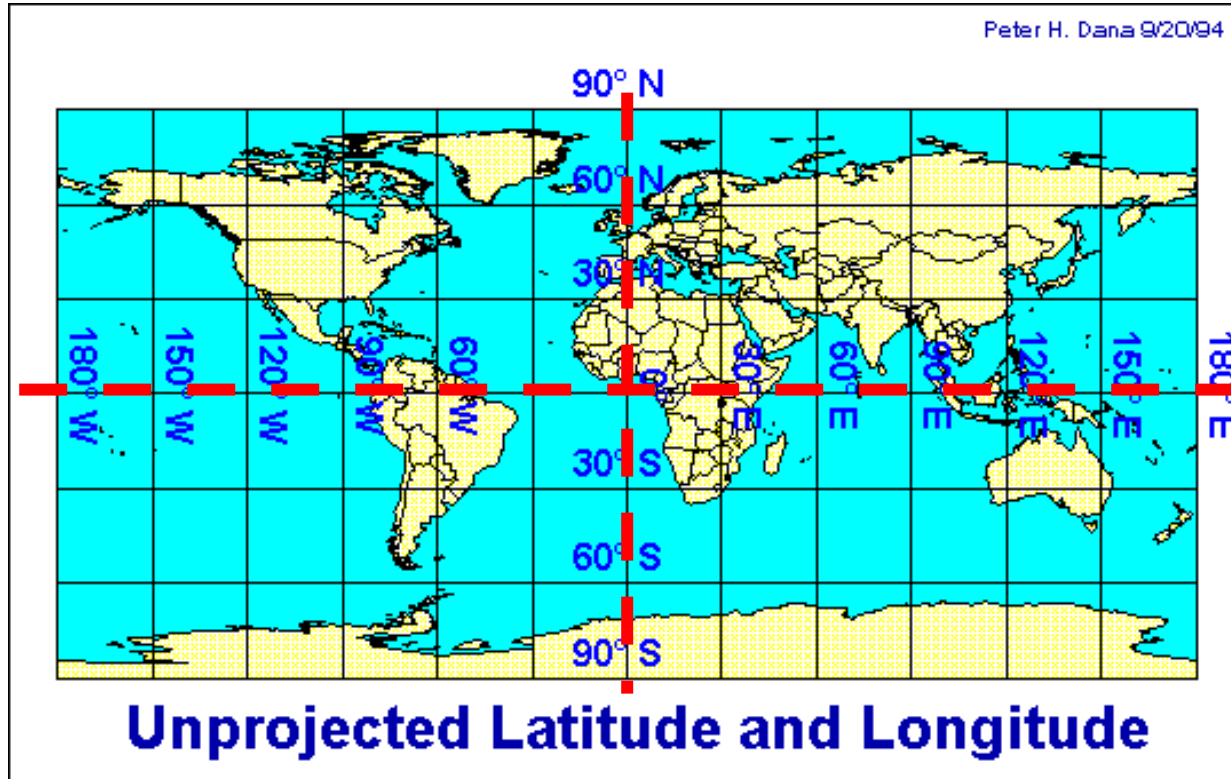 Peter H. Dana 9/20/94
90° N
60° N
30° N
180° W
150° W
120° W
90° W
60° W
0°
30° E
60° E
90° E
120° E
150° E
180° E
30° S
60° S
90° S
Unprojected Latitude and Longitude